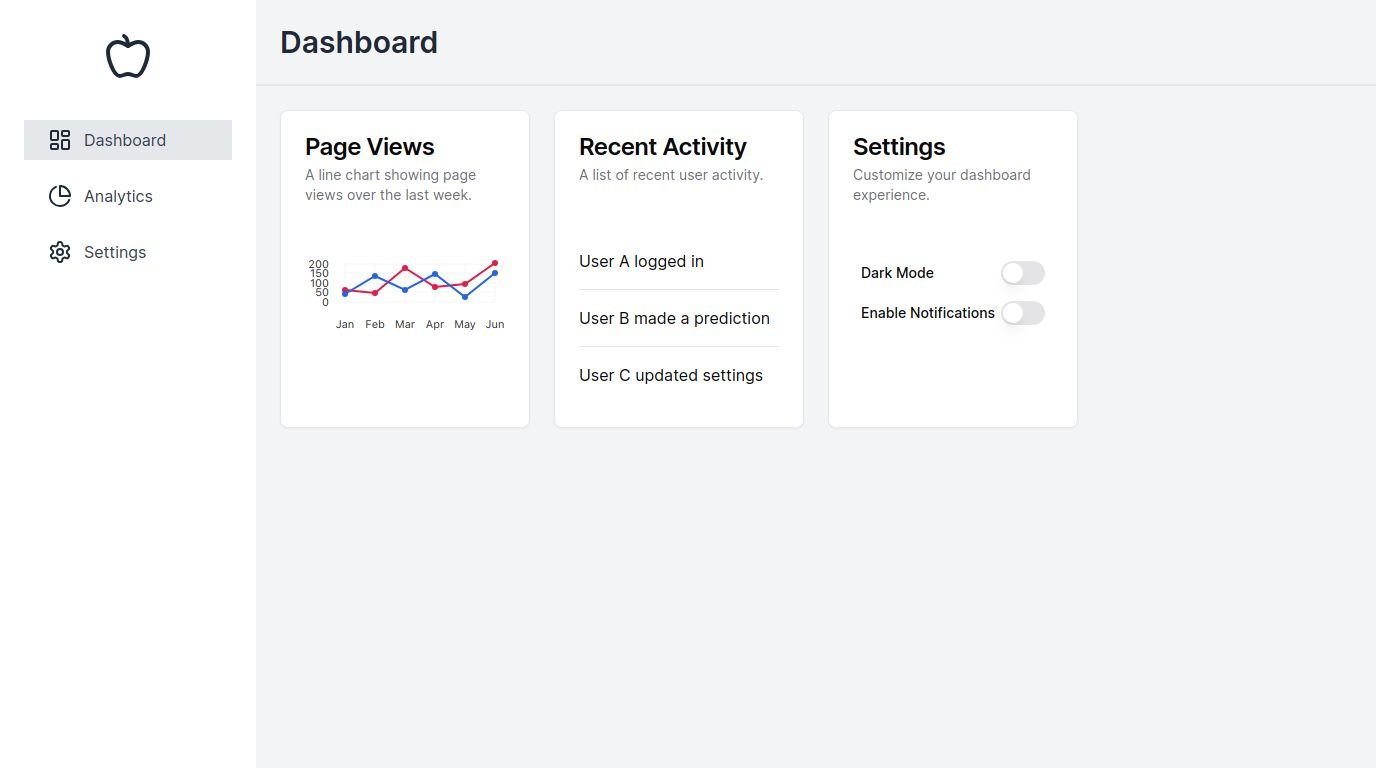 Dashboard
Dashboard
Analytics
Settings
Page Views
A line chart showing page
views over the last week.
200
150
100
50
0
Jan Feb Mar Apr May Jun
Recent Activity
A list of recent user activity.
User A logged in
User B made a prediction
User C updated settings
Settings
Customize your dashboard
experience.
Dark Mode
Enable Notifications